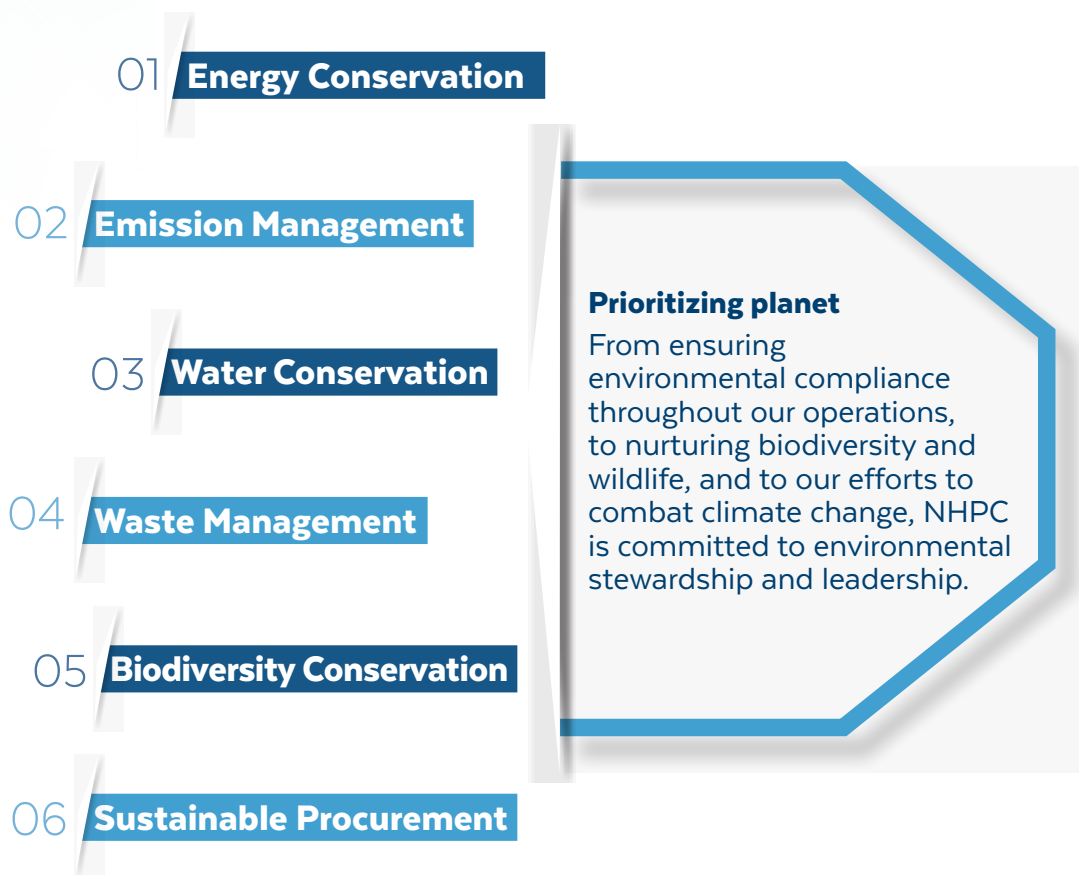 01 Energy Conservation
02 Emission Management
03 Water Conservation
04 Waste Management
05 Biodiversity Conservation
06 Sustainable Procurement
Prioritizing planet
From ensuring
environmental compliance
throughout our operations,
to nurturing biodiversity and
wildlife, and to our efforts to
combat climate change, NHPC
is committed to environmental
stewardship and leadership.